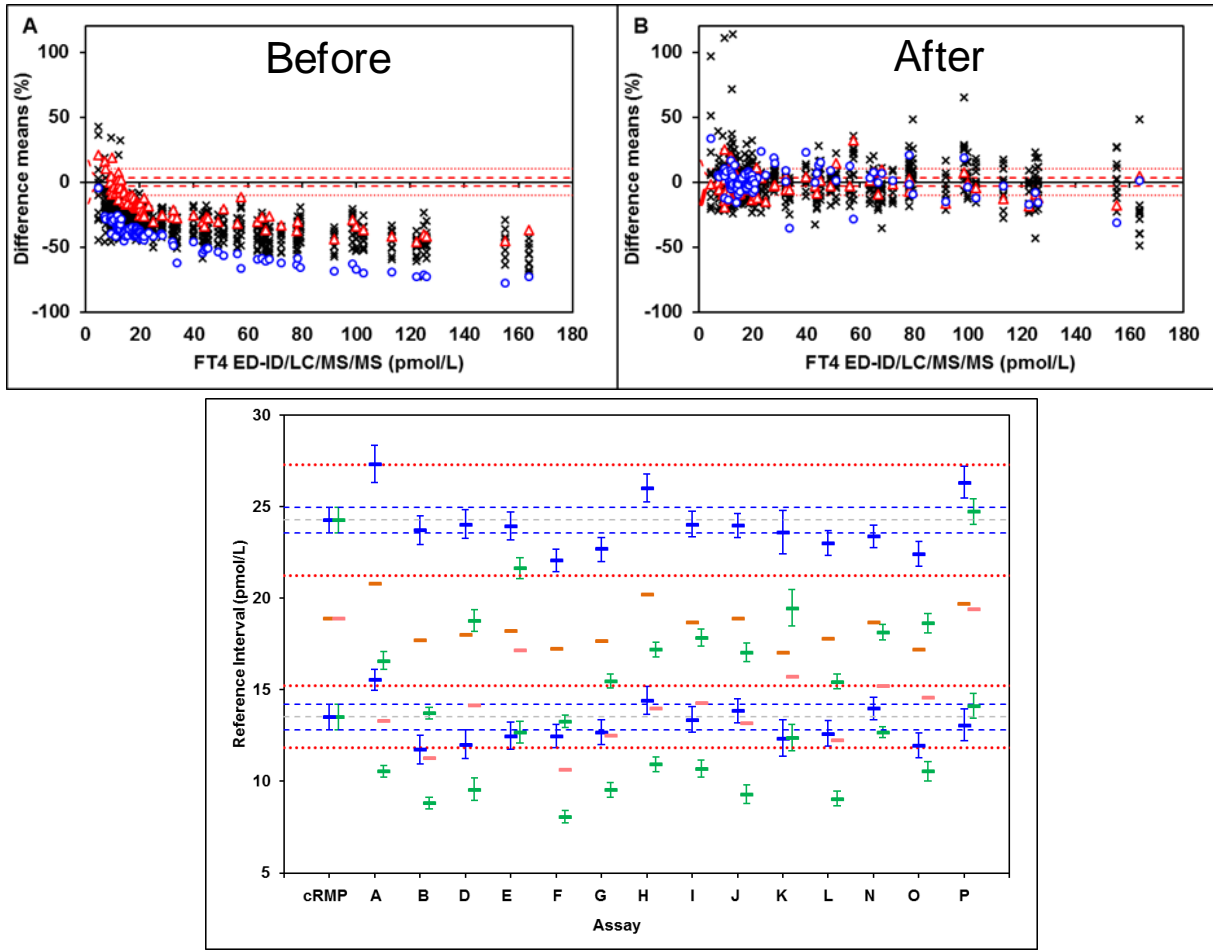 A
Before
100
50
0
-50
-100
Difference means (%)
0 20 40 60 80 100 120 140 160 180
FT4 ED-ID/LC/MS/MS (pmol/L)
B
After
100
50
0
-50
-100
Difference means (%)
0 20 40 60 80 100 120 140 160 180
FT4 ED-ID/LC/MS/MS (pmol/L)
30
25
20
15
10
5
Reference Interval (pmol/L)
cRMP A B D E F G H I J K L N O P
Assay